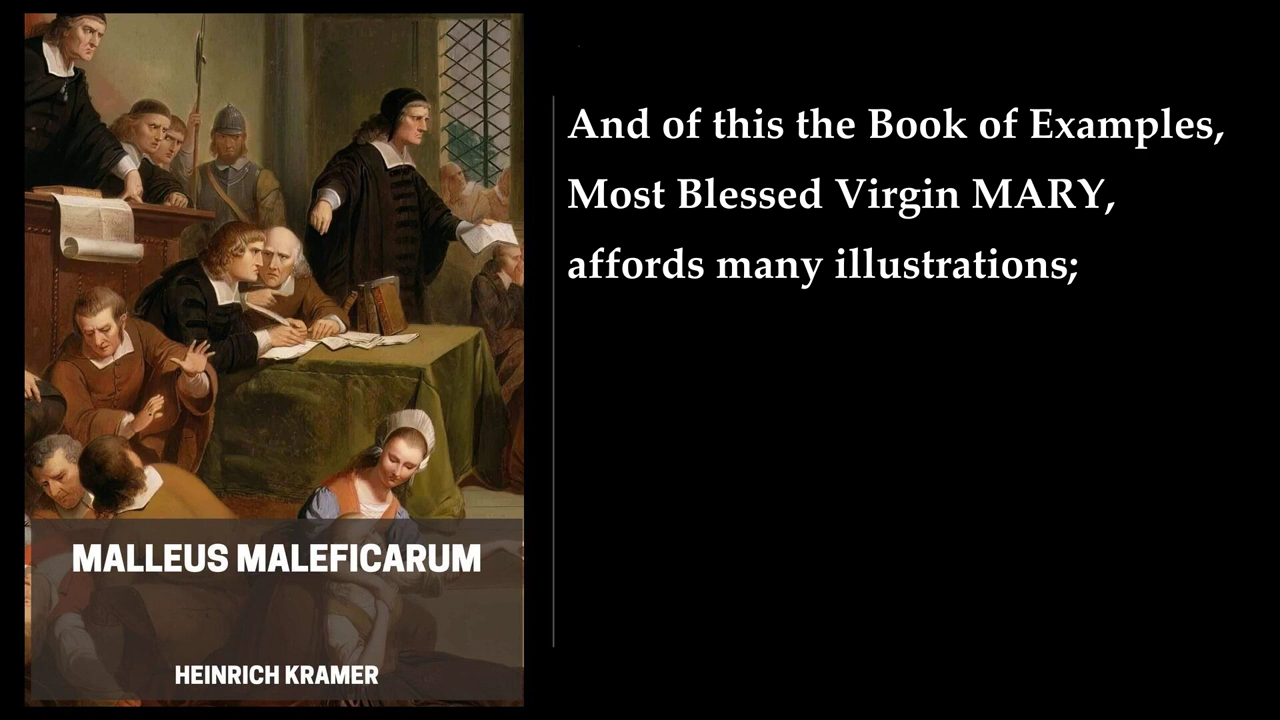 And of this the Book of Examples,
Most Blessed Virgin MARY,
affords many illustrations;
MALLEUS MALEFICARUM
HEINRICH KRAMER